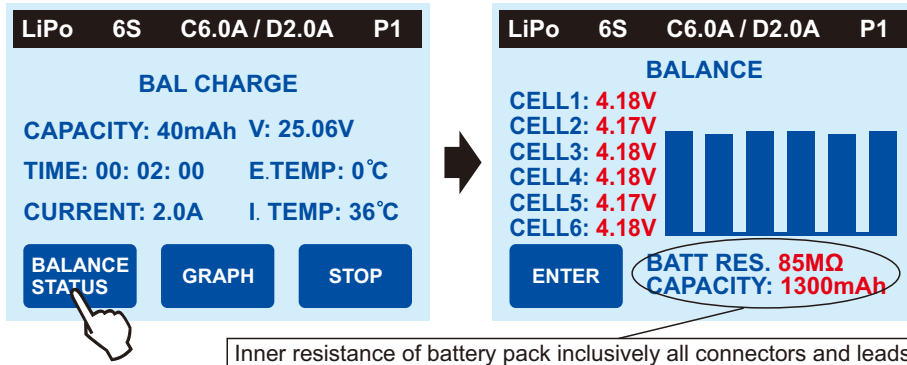 LiPo 6S C6.0A / D2.0A P1
BAL CHARGE
CAPACITY: 40mAh V: 25.06V
TIME: 00: 02: 00 E.TEMP: 0℃
CURRENT: 2.0A I. TEMP: 36℃
BALANCE
STATUS
GRAPH
STOP
LiPo 6S C6.0A / D2.0A P1
BALANCE
CELL1: 4.18V
CELL2: 4.17V
CELL3: 4.18V
CELL4: 4.18V
CELL5: 4.17V
CELL6: 4.18V
ENTER
BATT RES. 85MΩ
CAPACITY: 1300mAh
Inner resistance of battery pack inclusively all connectors and leads